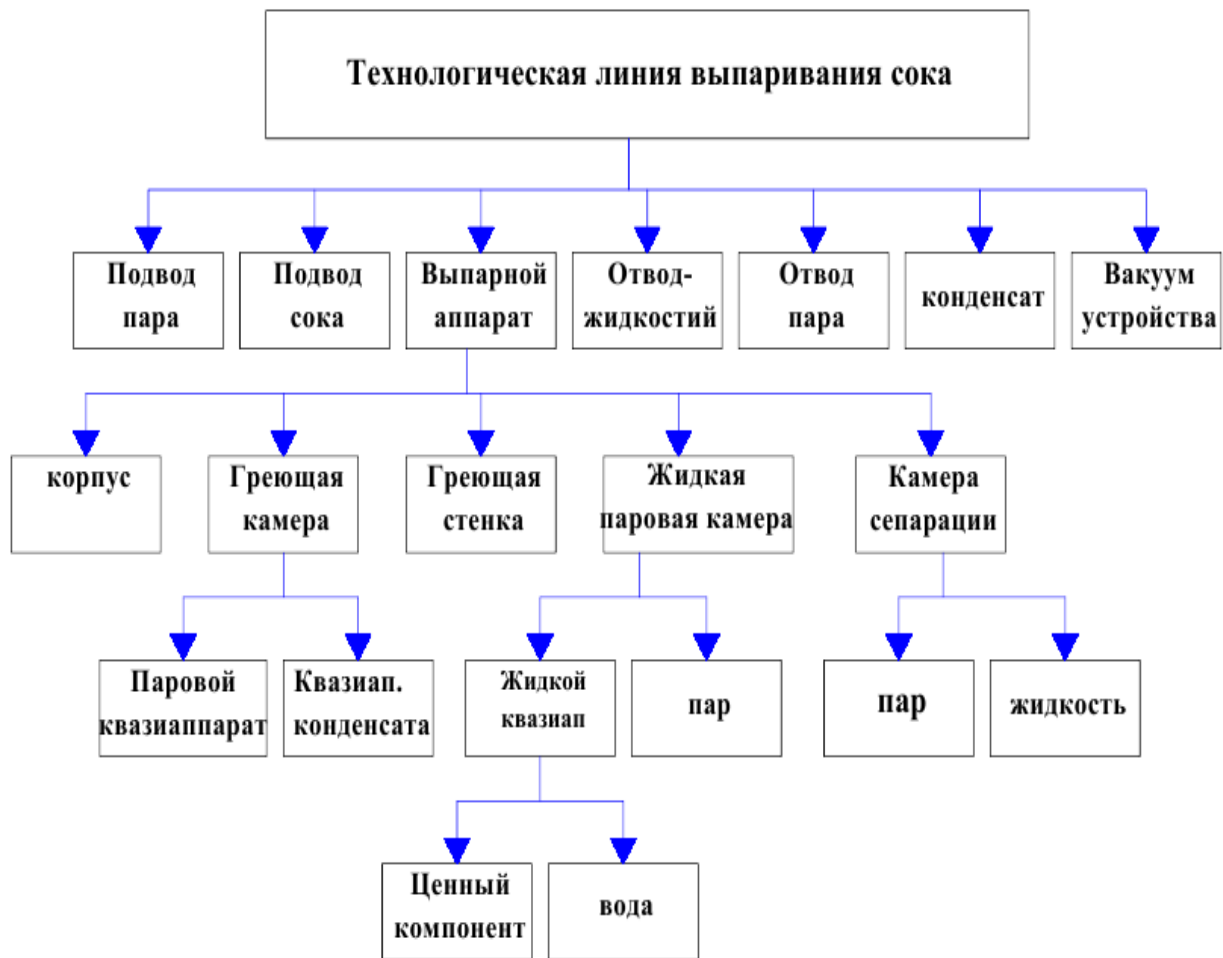 Технологическая линия выпаривания сока
Подвод
пара
Подвод
сока
Выпарной
аппарат
Отвод-
жидкостий
Отвод
пара
конденсат
Вакуум
устройства
корпус
Греющая
камера
Греющая
стенка
Жидкая
паровая камера
Камера
сепарации
Паровой
квазиаппарат
Квазиап.
конденсата
Жидкой
квазиап
пар
пар
жидкость
Ценный
компонент
вода